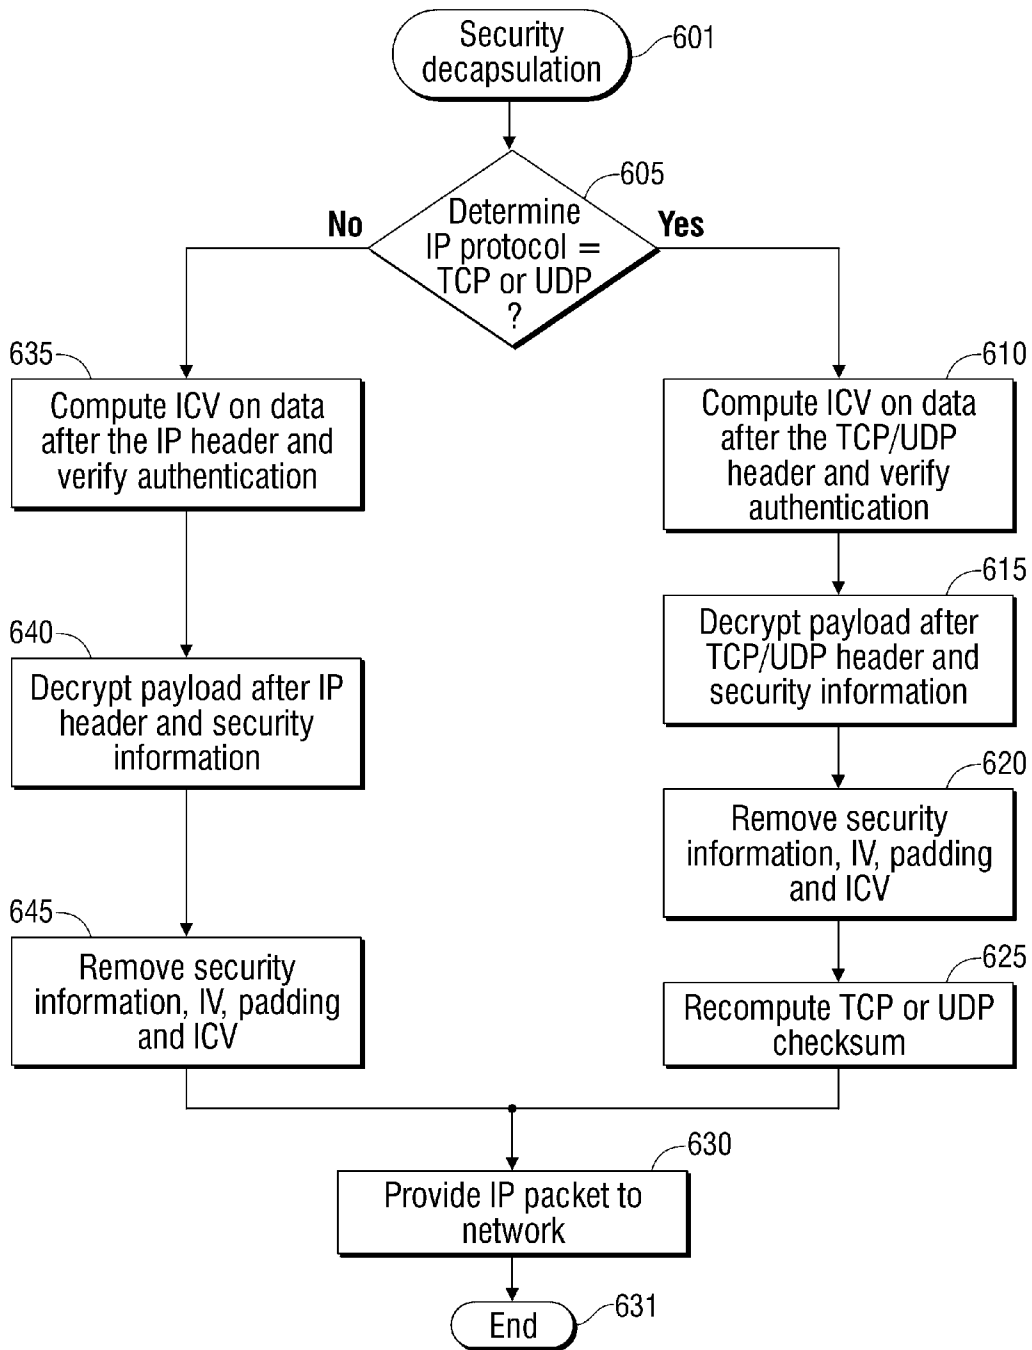 Security
decapsulation
601
605
Determine
IP protocol =
TCP or UDP
?
No
Yes
635
Compute ICV on data
after the IP header and
verify authentication
610
Compute ICV on data
after the TCP/UDP
header and verify
authentication
615
Decrypt payload after
TCP/UDP header and
security information
640
Decrypt payload after IP
header and security
information
620
Remove security
information, IV, padding
and ICV
645
Remove security
information, IV, padding
and ICV
625
Recompute TCP or UDP
checksum
630
Provide IP packet to
network
End
631